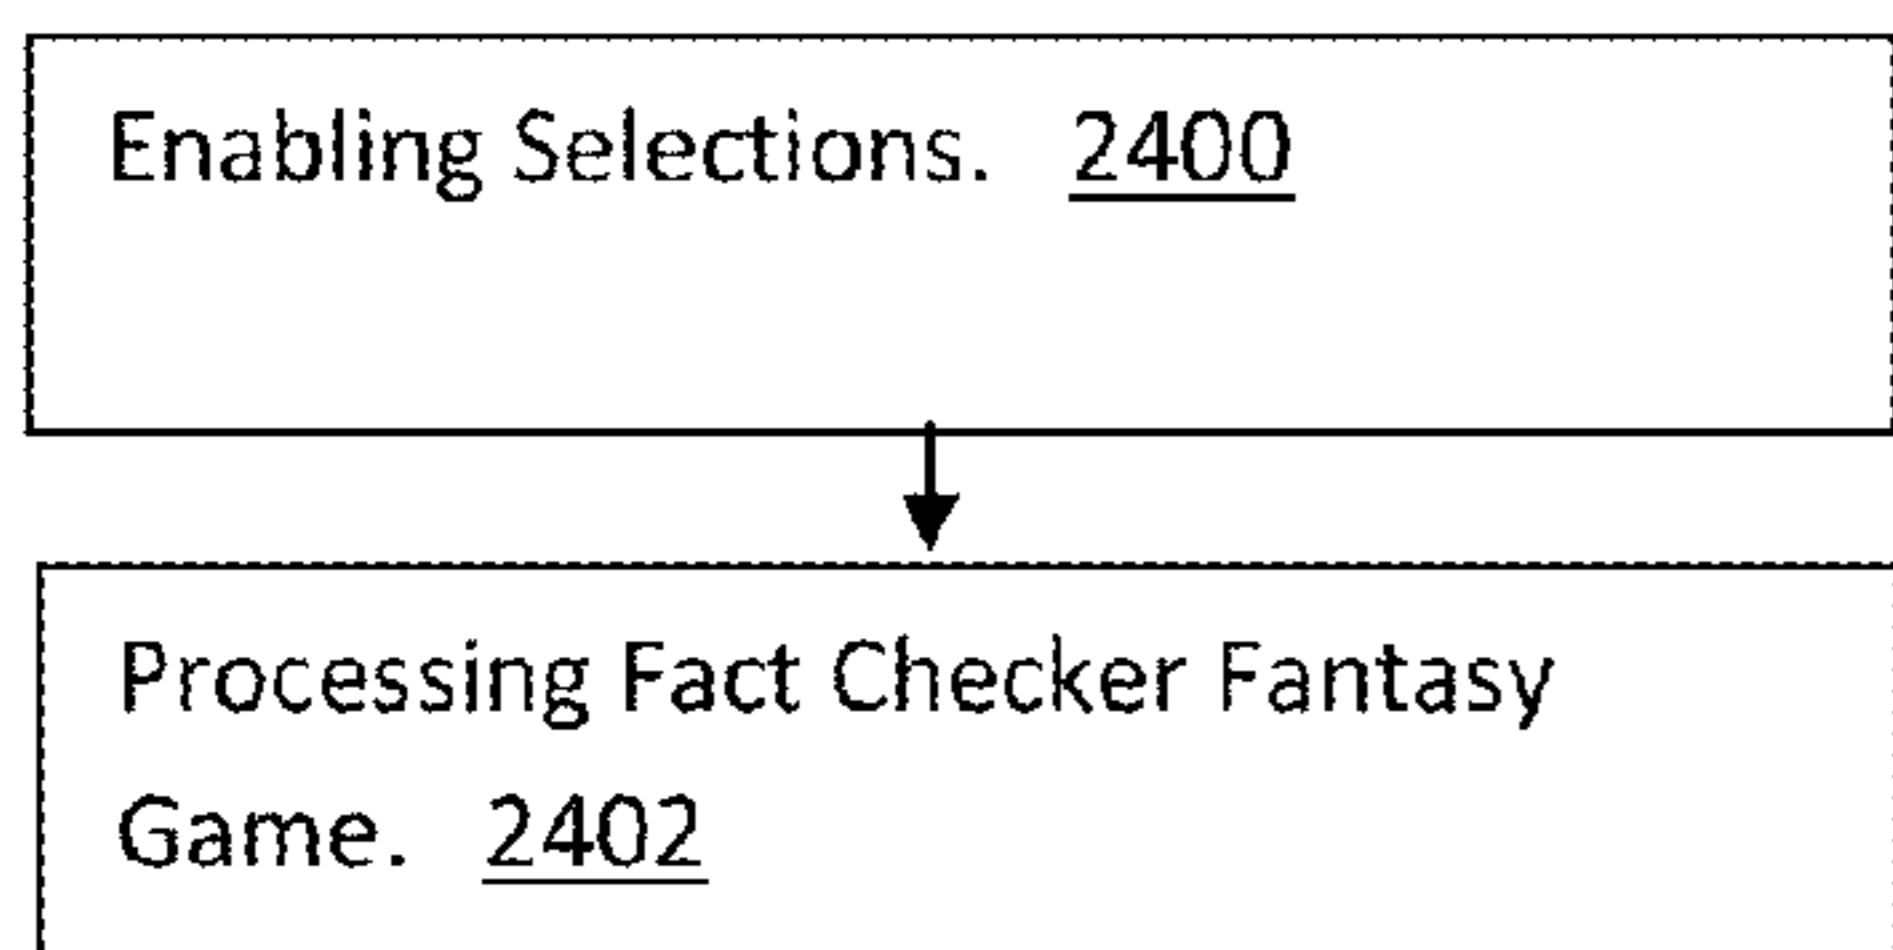 Enabling Selections. 2400
Processing Fact Checker Fantasy
Game. 2402